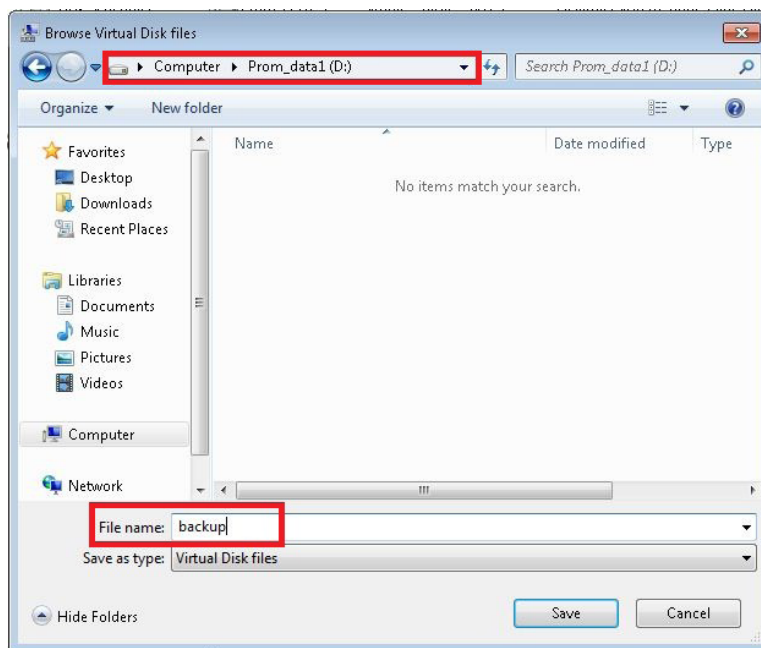 Browse Virtual Disk files
Computer Prom_data1 (D:)
Search Prom_data1 (D:)
Organize
New folder
Name
Date modified
Type
No items match your search.
Favorites
Desktop
Downloads
Recent Places
Libraries
Documents
Music
Pictures
Videos
Computer
Network
File name: backup
Save as type: Virtual Disk files
Hide Folders
Save
Cancel